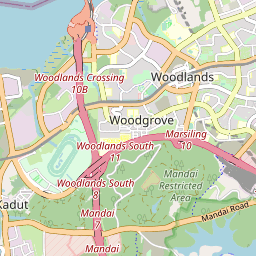 Woodlands Crossing
10B
Woodlands
Woodgrove
Marsiling
10
Woodlands South
11
Woodlands South
8
Mandai
Restricted
Area
Kadut
Mandai
7
Mandai Road
Mandai